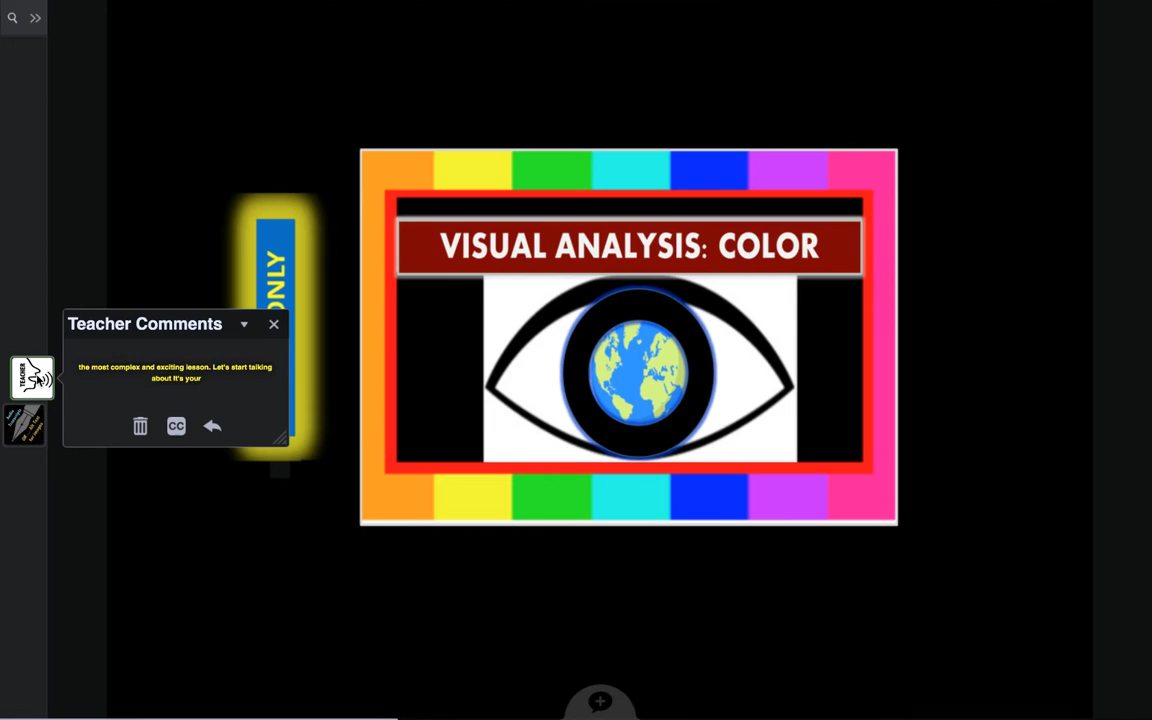 VISUAL ANALYSIS: COLOR
ONLY
Teacher Comments
the most complex and exciting lesson. Let's start talking
about It's your
CC
TEACHER